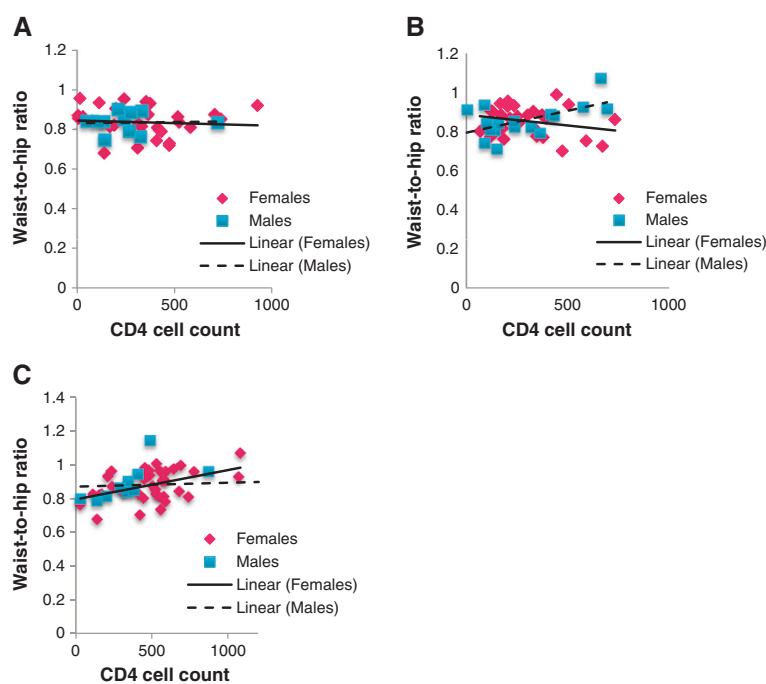 A
1.2
1
0.8
0.6
0.4
0.2
0
0 500 1000
Waist-to-hip ratio
CD4 cell count
Females
Males
Linear (Females)
Linear (Males)
B
1.2
1
0.8
0.6
0.4
0.2
0
0 500 1000
Waist-to-hip ratio
CD4 cell count
Females
Males
Linear (Females)
Linear (Males)
C
1.4
1.2
1
0.8
0.6
0.4
0.2
0
0 500 1000
Waist-to-hip ratio
CD4 cell count
Females
Males
Linear (Females)
Linear (Males)